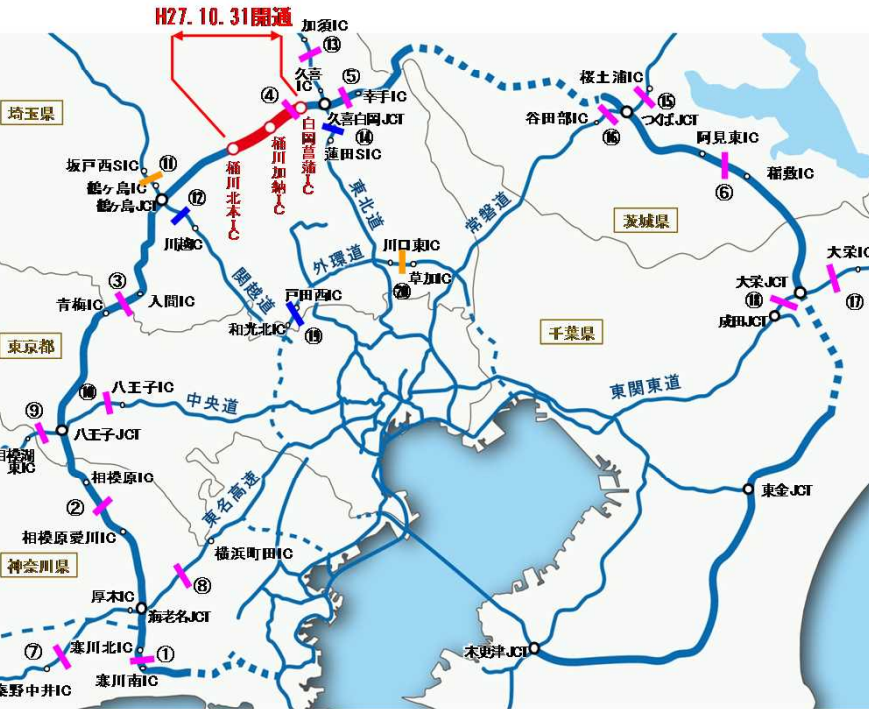 H27.10.31開通
加須IC
⑬
久喜
IC
④
⑤
幸手IC
久喜白岡JCT
⑭
蓮田SIC
白岡菖蒲IC
桶川加納IC
桶川北本IC
埼玉県
坂戸西SIC
⑪
鶴ヶ島IC
鶴ヶ島JCT
⑫
川越IC
関越道
東北道
外環道
常磐道
川口東IC
草加IC
⑳
戸田西IC
和光北IC
⑲
桜土浦IC
⑮
谷田部IC
⑯
つくばJCT
阿見東IC
⑥
稲敷IC
茨城県
大栄IC
大栄JCT
⑰
⑱
成田JCT
千葉県
東関東道
③
青梅IC
入間IC
東京都
⑩
八王子IC
中央道
⑨
八王子JCT
相模湖
東IC
相模原IC
②
相模原愛川IC
東名高速
横浜町田IC
⑧
神奈川県
厚木IC
海老名JCT
寒川北IC
①
寒川南IC
⑦
秦野中井IC
東金JCT
木更津JCT